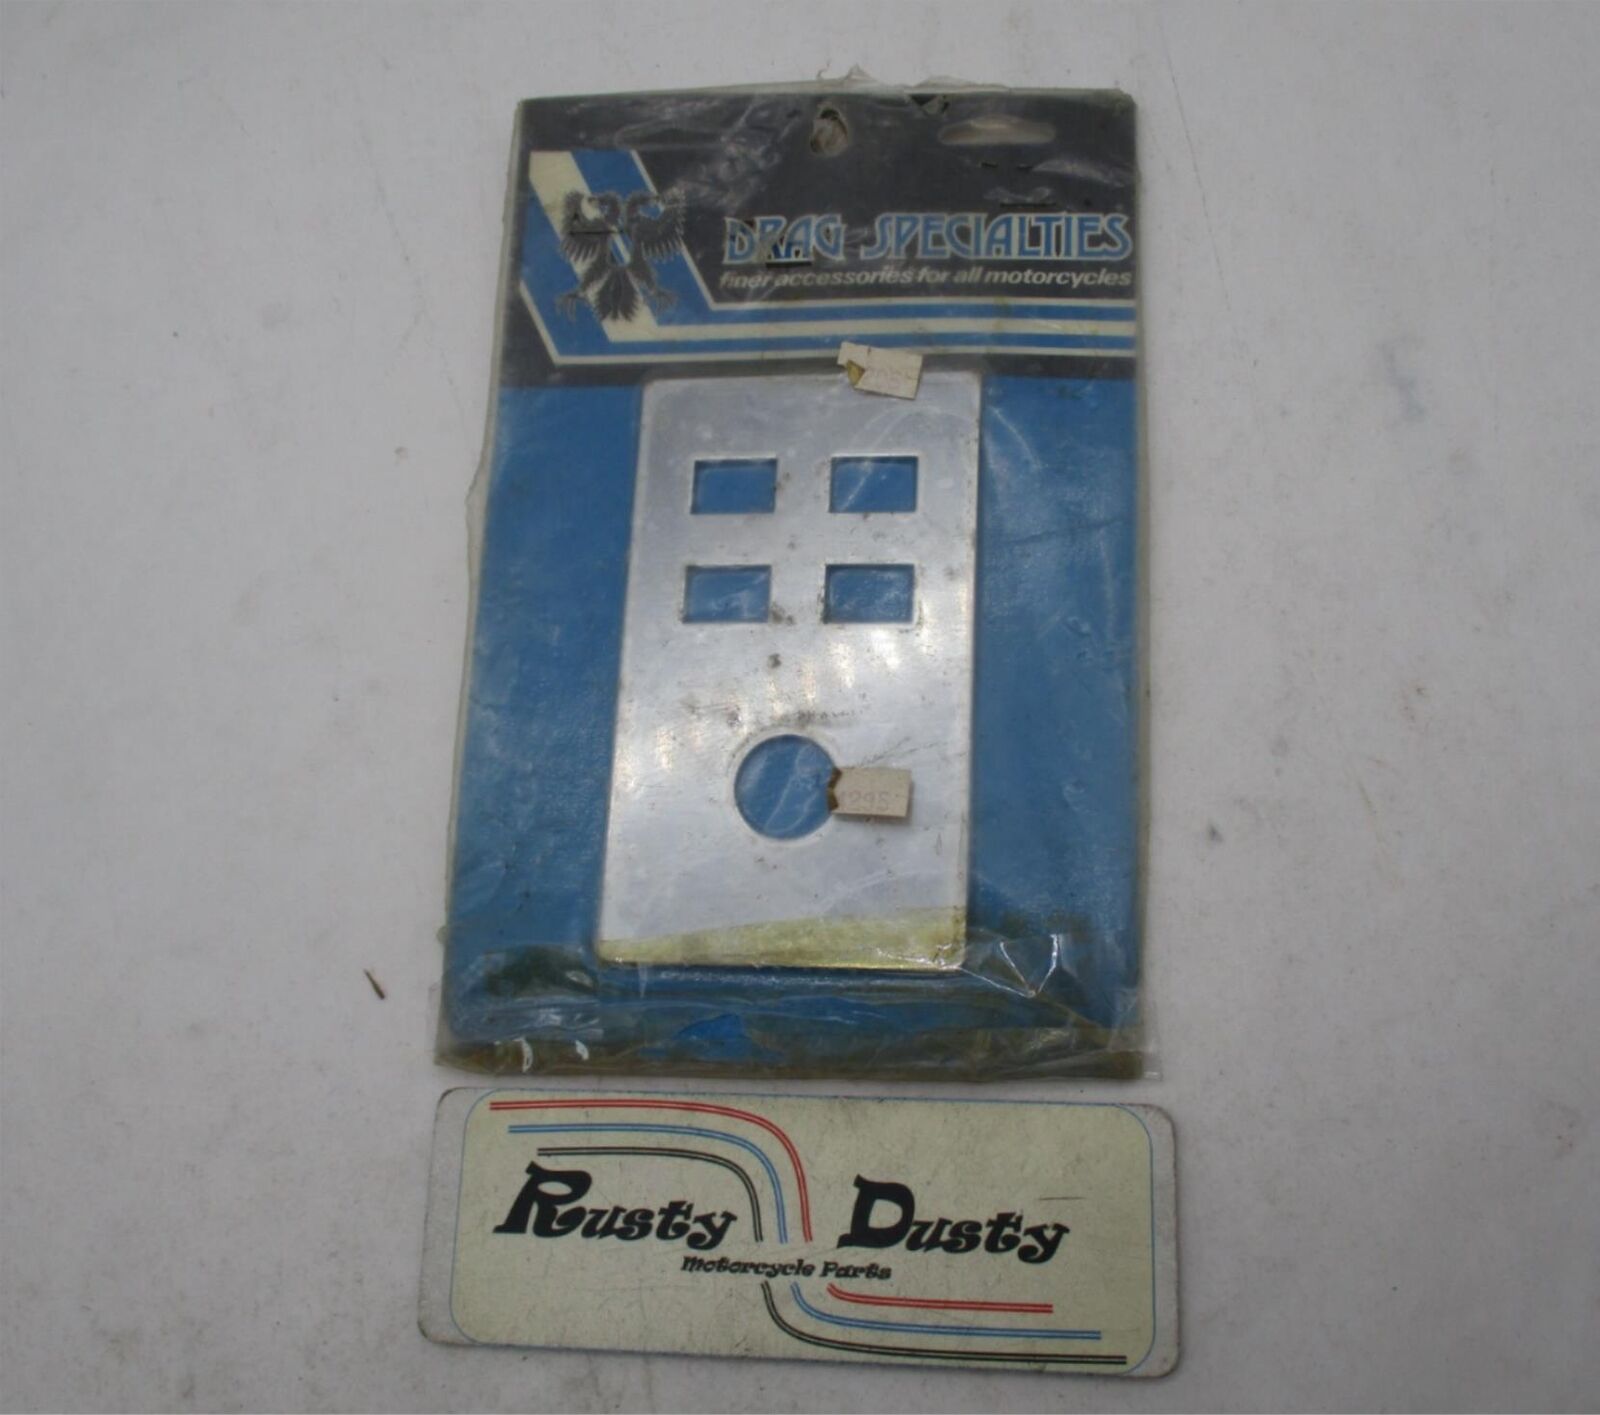 DRAG SPECIALTIES
finer accessories for all motorcycles
Rusty Dusty
Motorcycle Parts